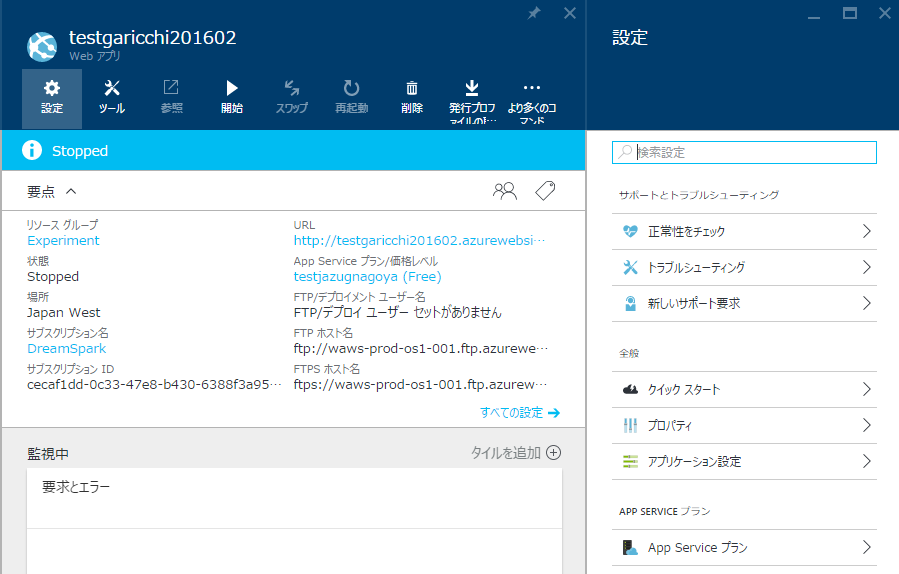 testgaricchi201602
Web アプリ
設定
ツール
参照
開始
スワップ
再起動
削除
発行プロフ
ァイルの…
より多くのコ
マンド
Stopped
要点
リソース グループ
Experiment
状態
Stopped
場所
Japan West
サブスクリプション名
DreamSpark
サブスクリプション ID
cecaf1dd-0c33-47e8-b430-6388f3a95…
URL
http://testgaricchi201602.azurewebsi…
App Service プラン/価格レベル
testjazugnagoya (Free)
FTP/デプロイメント ユーザー名
FTP/デプロイ ユーザー セットがありません
FTP ホスト名
ftp://waws-prod-os1-001.ftp.azurewe…
FTPS ホスト名
ftps://waws-prod-os1-001.ftp.azurew…
すべての設定
監視中
タイルを追加
要求とエラー
設定
検索設定
サポートとトラブルシューティング
正常性をチェック
トラブルシューティング
新しいサポート要求
全般
クイック スタート
プロパティ
アプリケーション設定
APP SERVICE プラン
App Service プラン